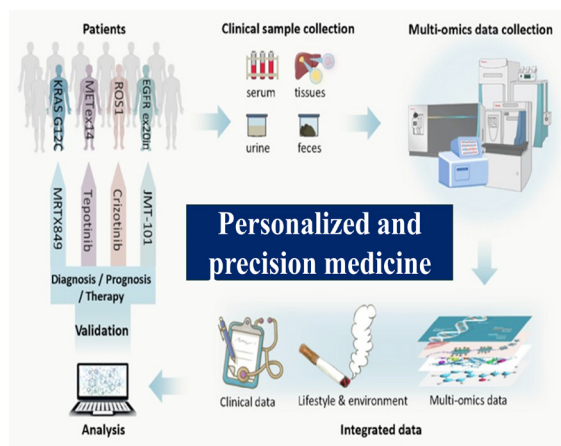 Patients
Clinical sample collection
Multi-omics data collection
KRAS G12C
METex14
ROS1
EGFR ex20in
serum
tissues
urine
feces
MRTX849
Tepotinib
Crizotinib
JMT-101
Personalized and
precision medicine
Diagnosis / Prognosis
/ Therapy
Validation
Clinical data
Lifestyle & environment
Multi-omics data
Analysis
Integrated data